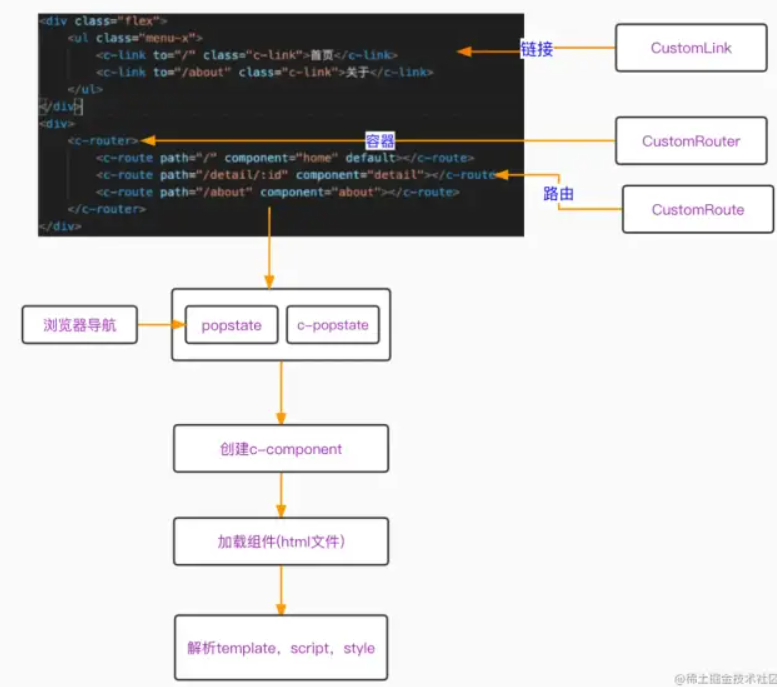 <div class="flex">
<ul class="menu-x">
<c-link to="/" class="c-link">首页</c-link>
<c-link to="/about" class="c-link">关于</c-link>
</ul>
</div>
<div>
<c-router>
<c-route path="/" component="home" default></c-route>
<c-route path="/detail/:id" component="detail"></c-route
<c-route path="/about" component="about"></c-route>
</c-router>
</div>
链接
CustomLink
容器
CustomRouter
路由
CustomRoute
浏览器导航
popstate
c-popstate
创建c-component
加载组件(html文件)
解析template，script，style
@稀土掘金技术社区